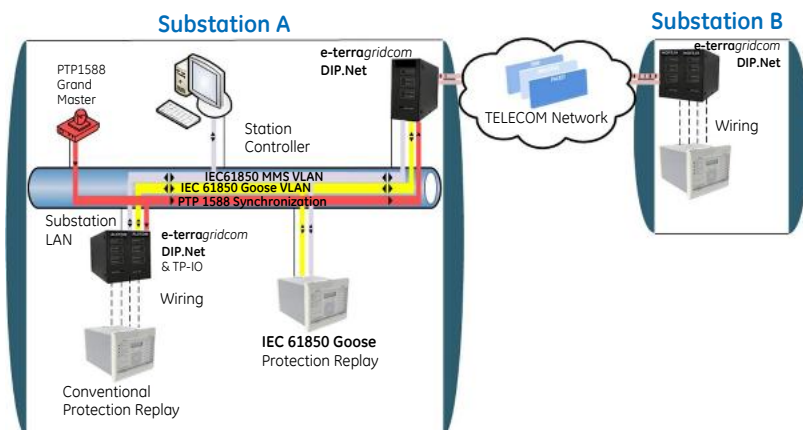 Substation A
Substation B
PTP1588
Grand
Master
Station
Controller
e-terragridcom
DIP.Net
TELECOM Network
e-terragridcom
DIP.Net
Wiring
IEC61850 MMS VLAN
IEC 61850 Goose VLAN
PTP 1588 Synchronization
Substation
LAN
e-terragridcom
DIP.Net
& TP-IO
Wiring
IEC 61850 Goose
Protection Replay
Conventional
Protection Replay